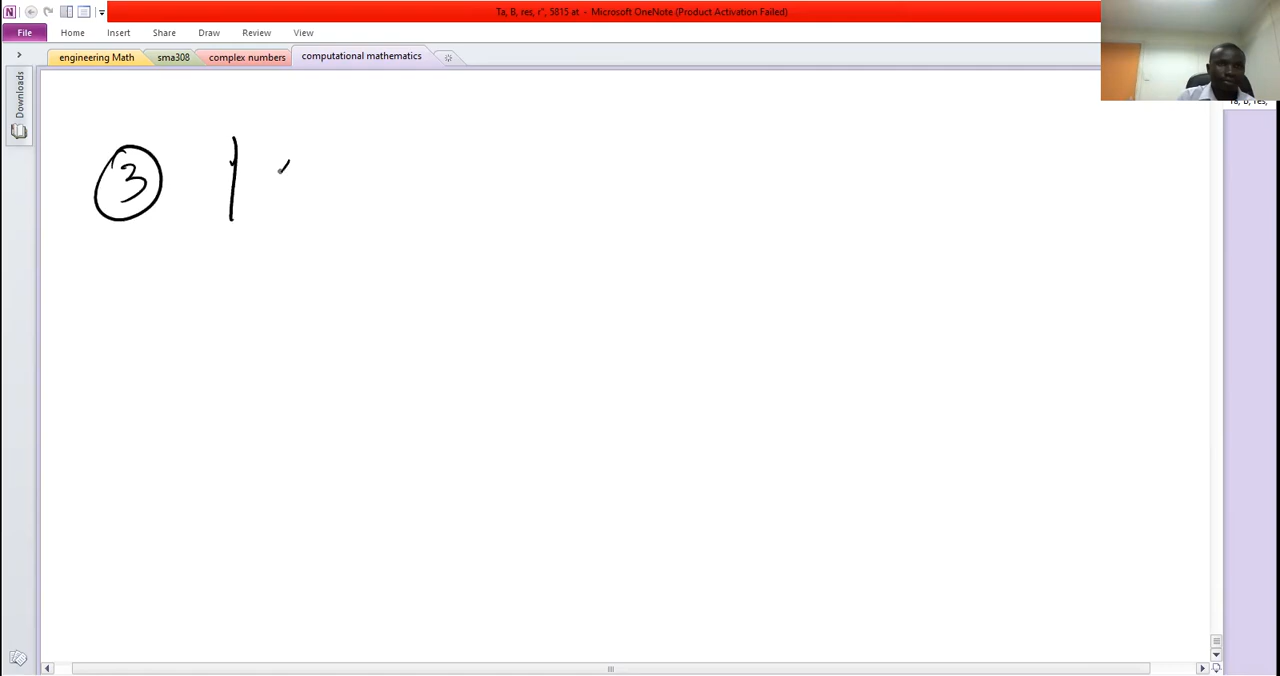 Ta, B, res, r", 5815 at - Microsoft OneNote (Product Activation Failed)
File Home Insert Share Draw Review View
engineering Math sma308 complex numbers computational mathematics
Downloads
3